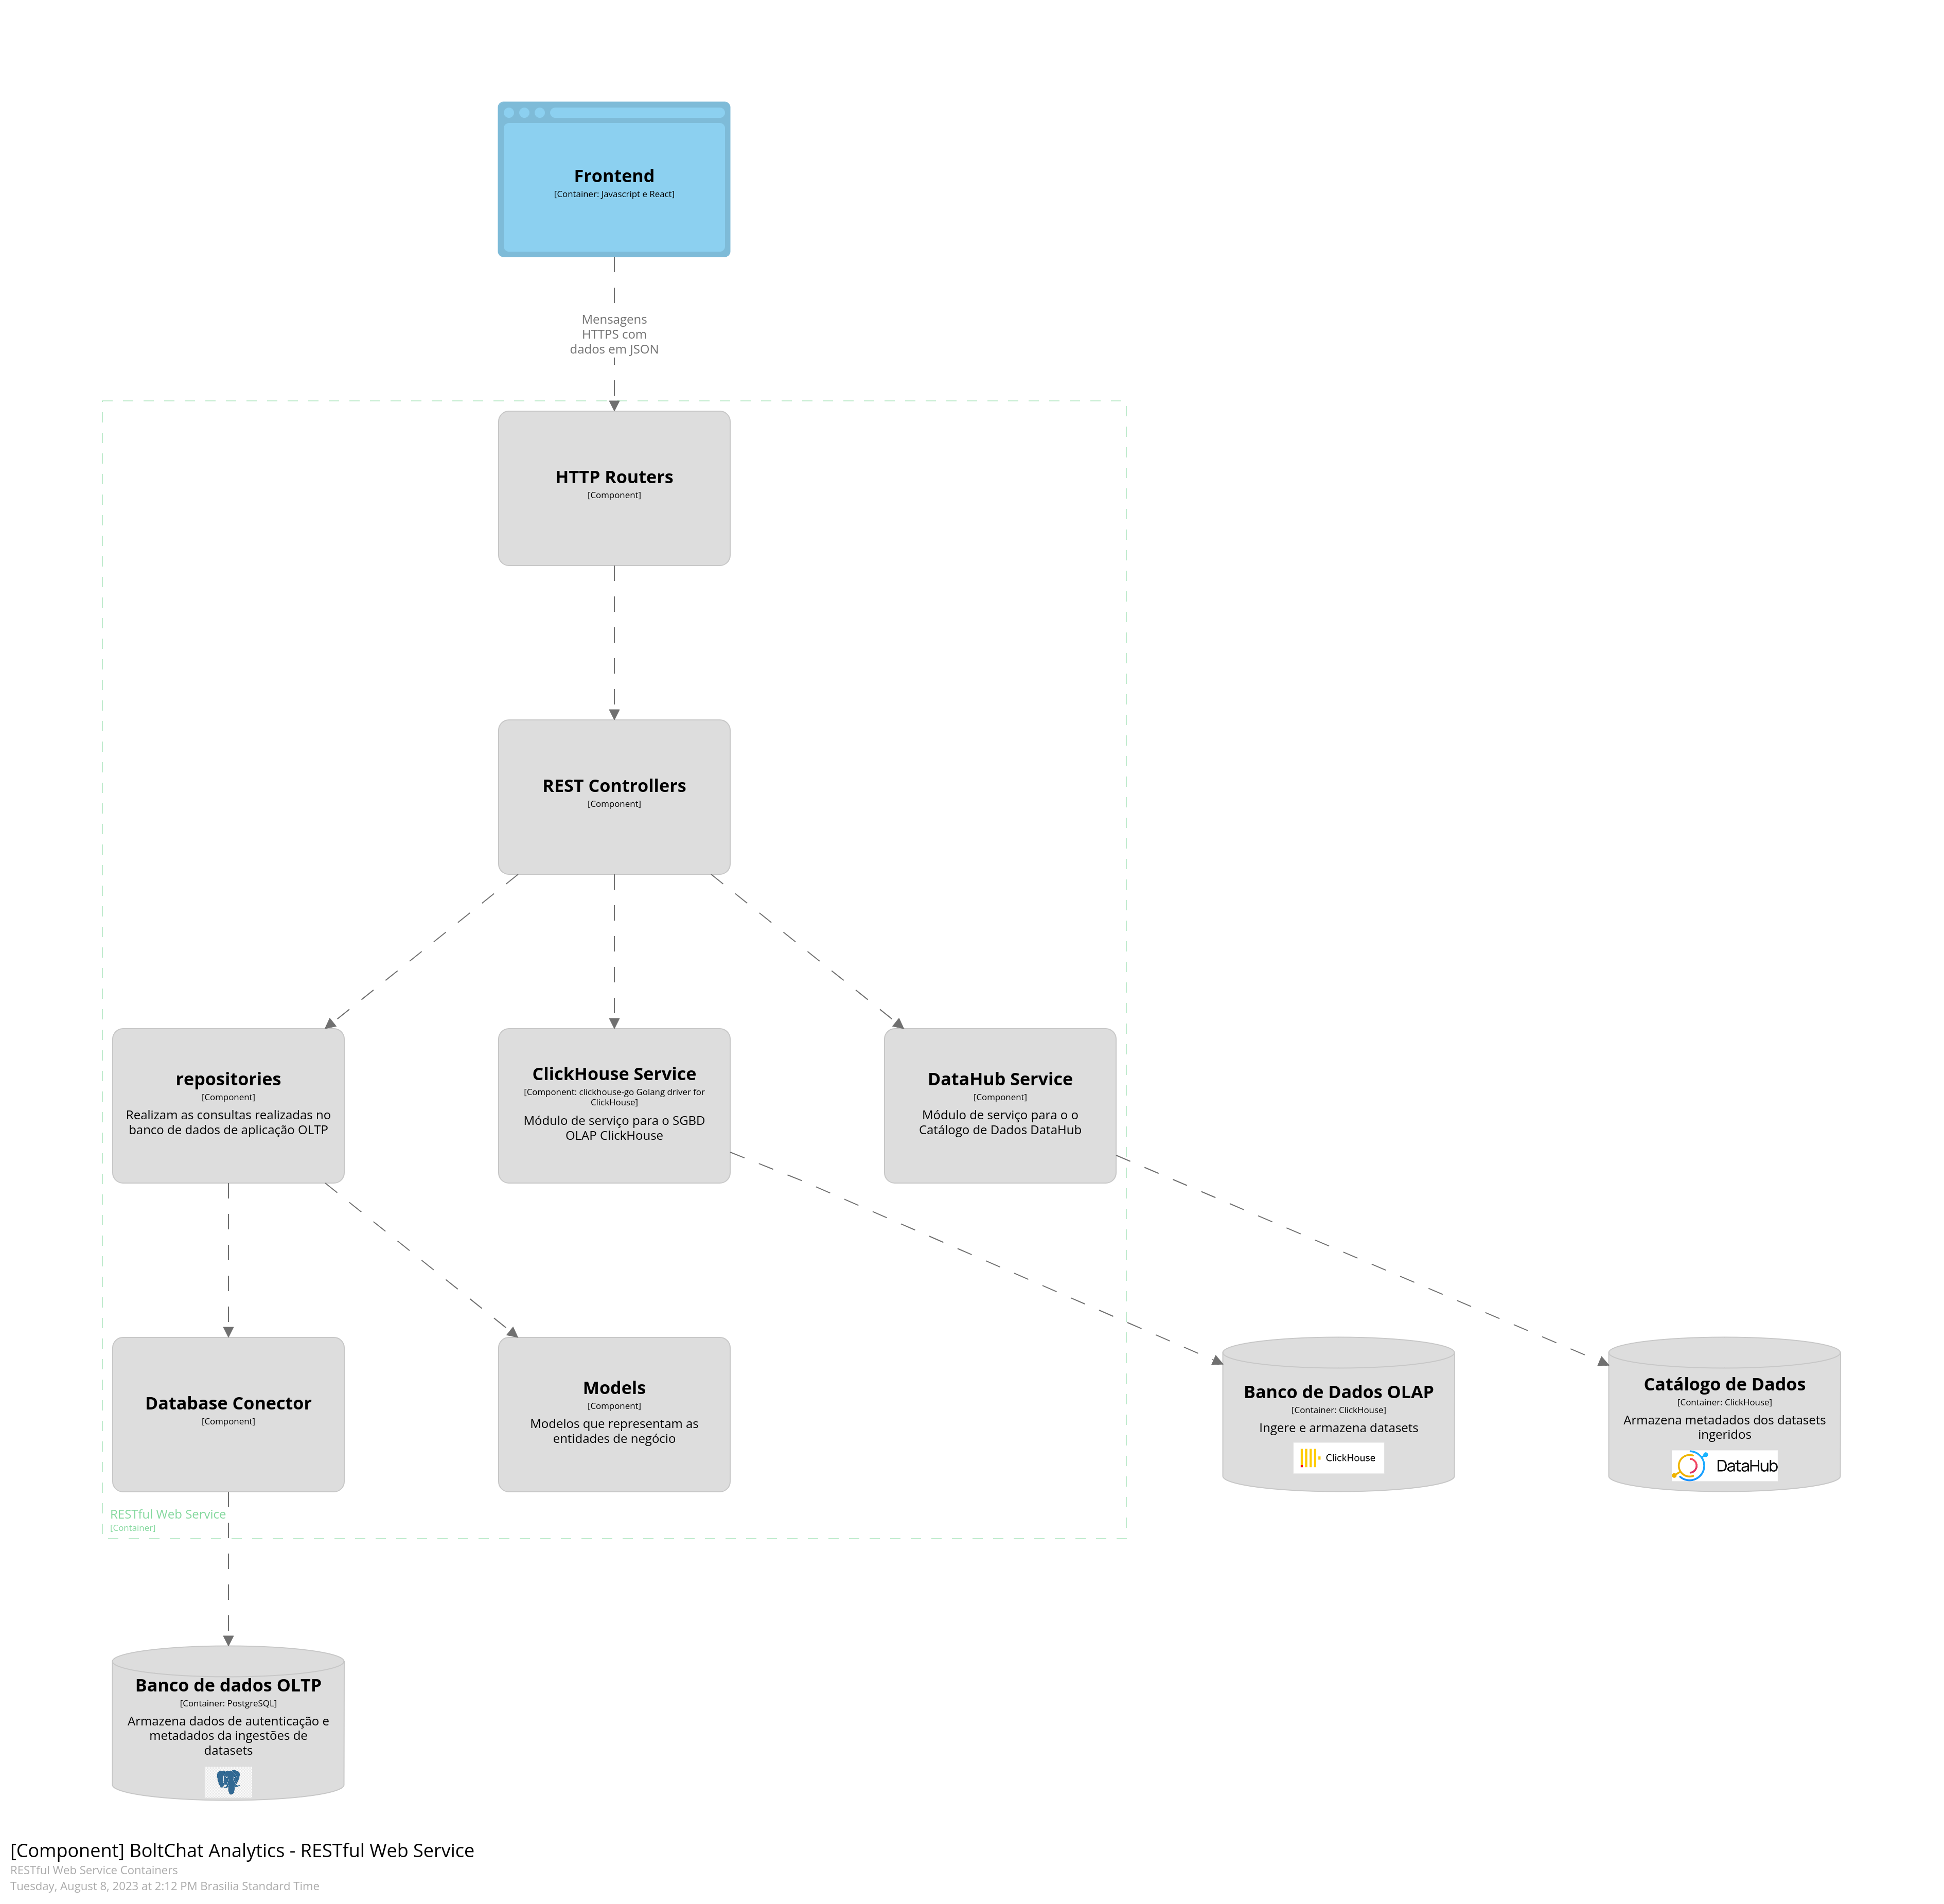 Frontend
[Container: Javascript e React]
Mensagens
HTTPS com
dados em JSON
HTTP Routers
[Component]
REST Controllers
[Component]
repositories
[Component]
Realizam as consultas realizadas no
banco de dados de aplicação OLTP
ClickHouse Service
[Component: clickhouse-go Golang driver for
ClickHouse]
Módulo de serviço para o SGBD
OLAP ClickHouse
DataHub Service
[Component]
Módulo de serviço para o o
Catálogo de Dados DataHub
Database Conector
[Component]
Models
[Component]
Modelos que representam as
entidades de negócio
Banco de Dados OLAP
[Container: ClickHouse]
Ingere e armazena datasets
ClickHouse
Catálogo de Dados
[Container: ClickHouse]
Armazena metadados dos datasets
ingeridos
DataHub
RESTful Web Service
[Container]
Banco de dados OLTP
[Container: PostgreSQL]
Armazena dados de autenticação e
metadados da ingestões de
datasets
[Component] BoltChat Analytics - RESTful Web Service
RESTful Web Service Containers
Tuesday, August 8, 2023 at 2:12 PM Brasilia Standard Time